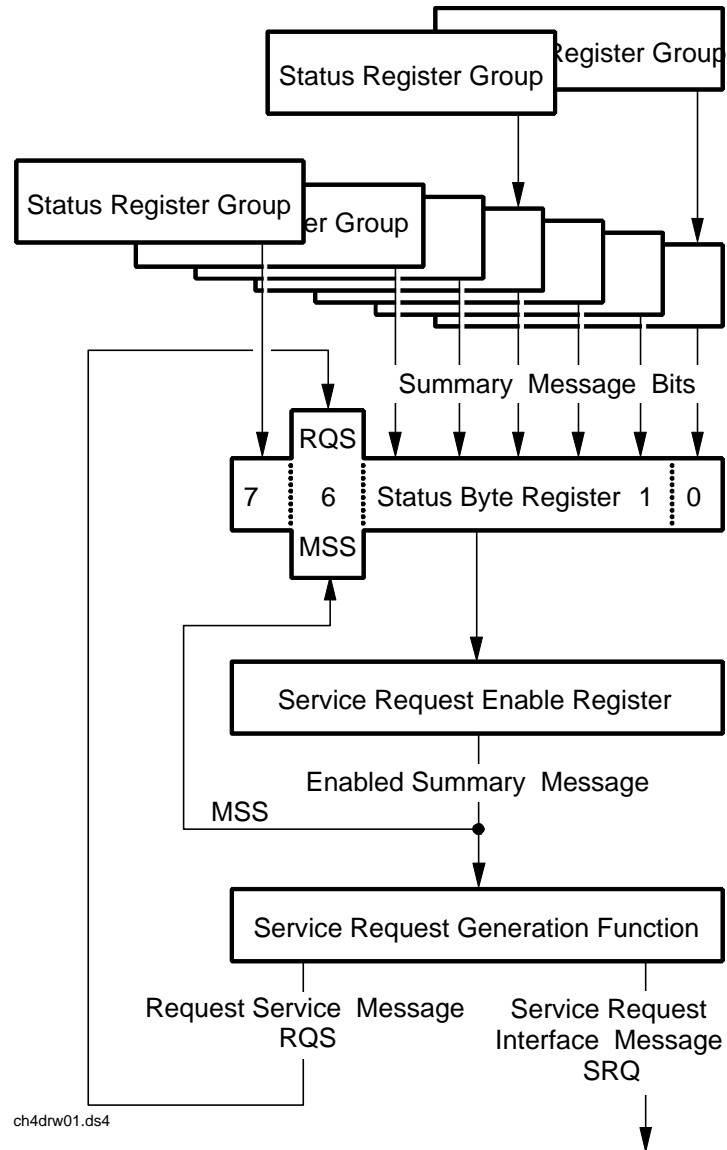 Register Group
Status Register Group
Status Register Group
er Group
Summary Message Bits
RQS
7 6 Status Byte Register 1 0
MSS
Service Request Enable Register
Enabled Summary Message
MSS
Service Request Generation Function
Request Service Message
RQS
Service Request
Interface Message
SRQ
ch4drw01.ds4